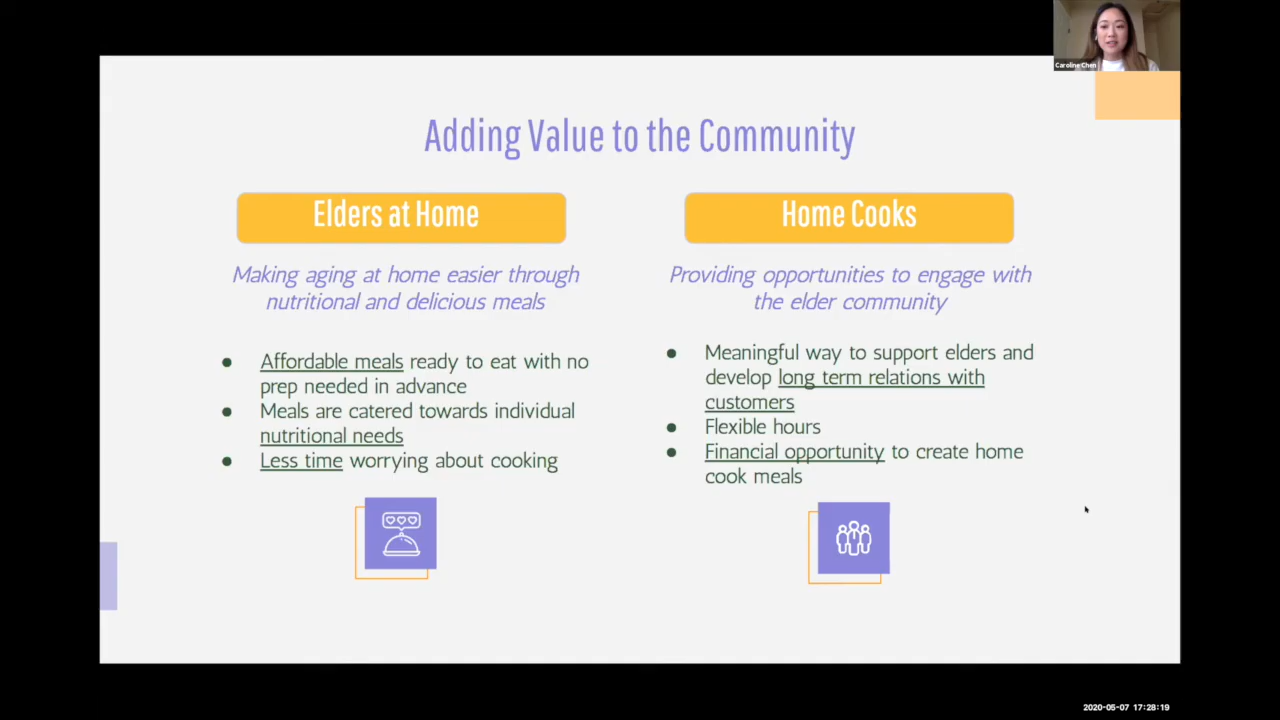 Caroline Chen
Adding Value to the Community
Elders at Home
Making aging at home easier through
nutritional and delicious meals
● Affordable meals ready to eat with no
prep needed in advance
● Meals are catered towards individual
nutritional needs
● Less time worrying about cooking
Home Cooks
Providing opportunities to engage with
the elder community
● Meaningful way to support elders and
develop long term relations with
customers
● Flexible hours
● Financial opportunity to create home
cook meals
2020-05-07 17:28:19